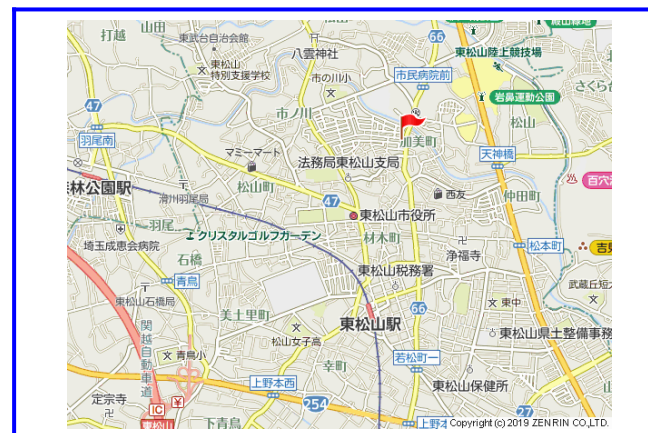 打越
山田
東武台自治会館
八雲神社
66
東松山陸上競技場
東松山
特別支援学校
市の川小
市民病院前
さくら台
岩鼻運動公園
47
市ノ川
松山
羽尾南
加美町
マミーマート
法務局東松山支局
天神橋
百穴
林公園駅
滑川羽尾局
松山町
47
西友
仲田町
東松山市役所
羽尾
クリスタルゴルフガーデン
材木町
松本町
埼玉成恵会病院
石橋
浄福寺
吉見
青鳥
東松山税務署
武蔵丘短大
東松山石橋局
美土里町
66
東中
関越自動車道
東松山駅
東松山県土整備事務
松山女子高
青鳥小
幸町
若松町一
上野本西
東松山保健所
定宗寺
254
IC
東松山
下青鳥
上野本
27
Copyright (c) 2019 ZENRIN CO.,LTD.